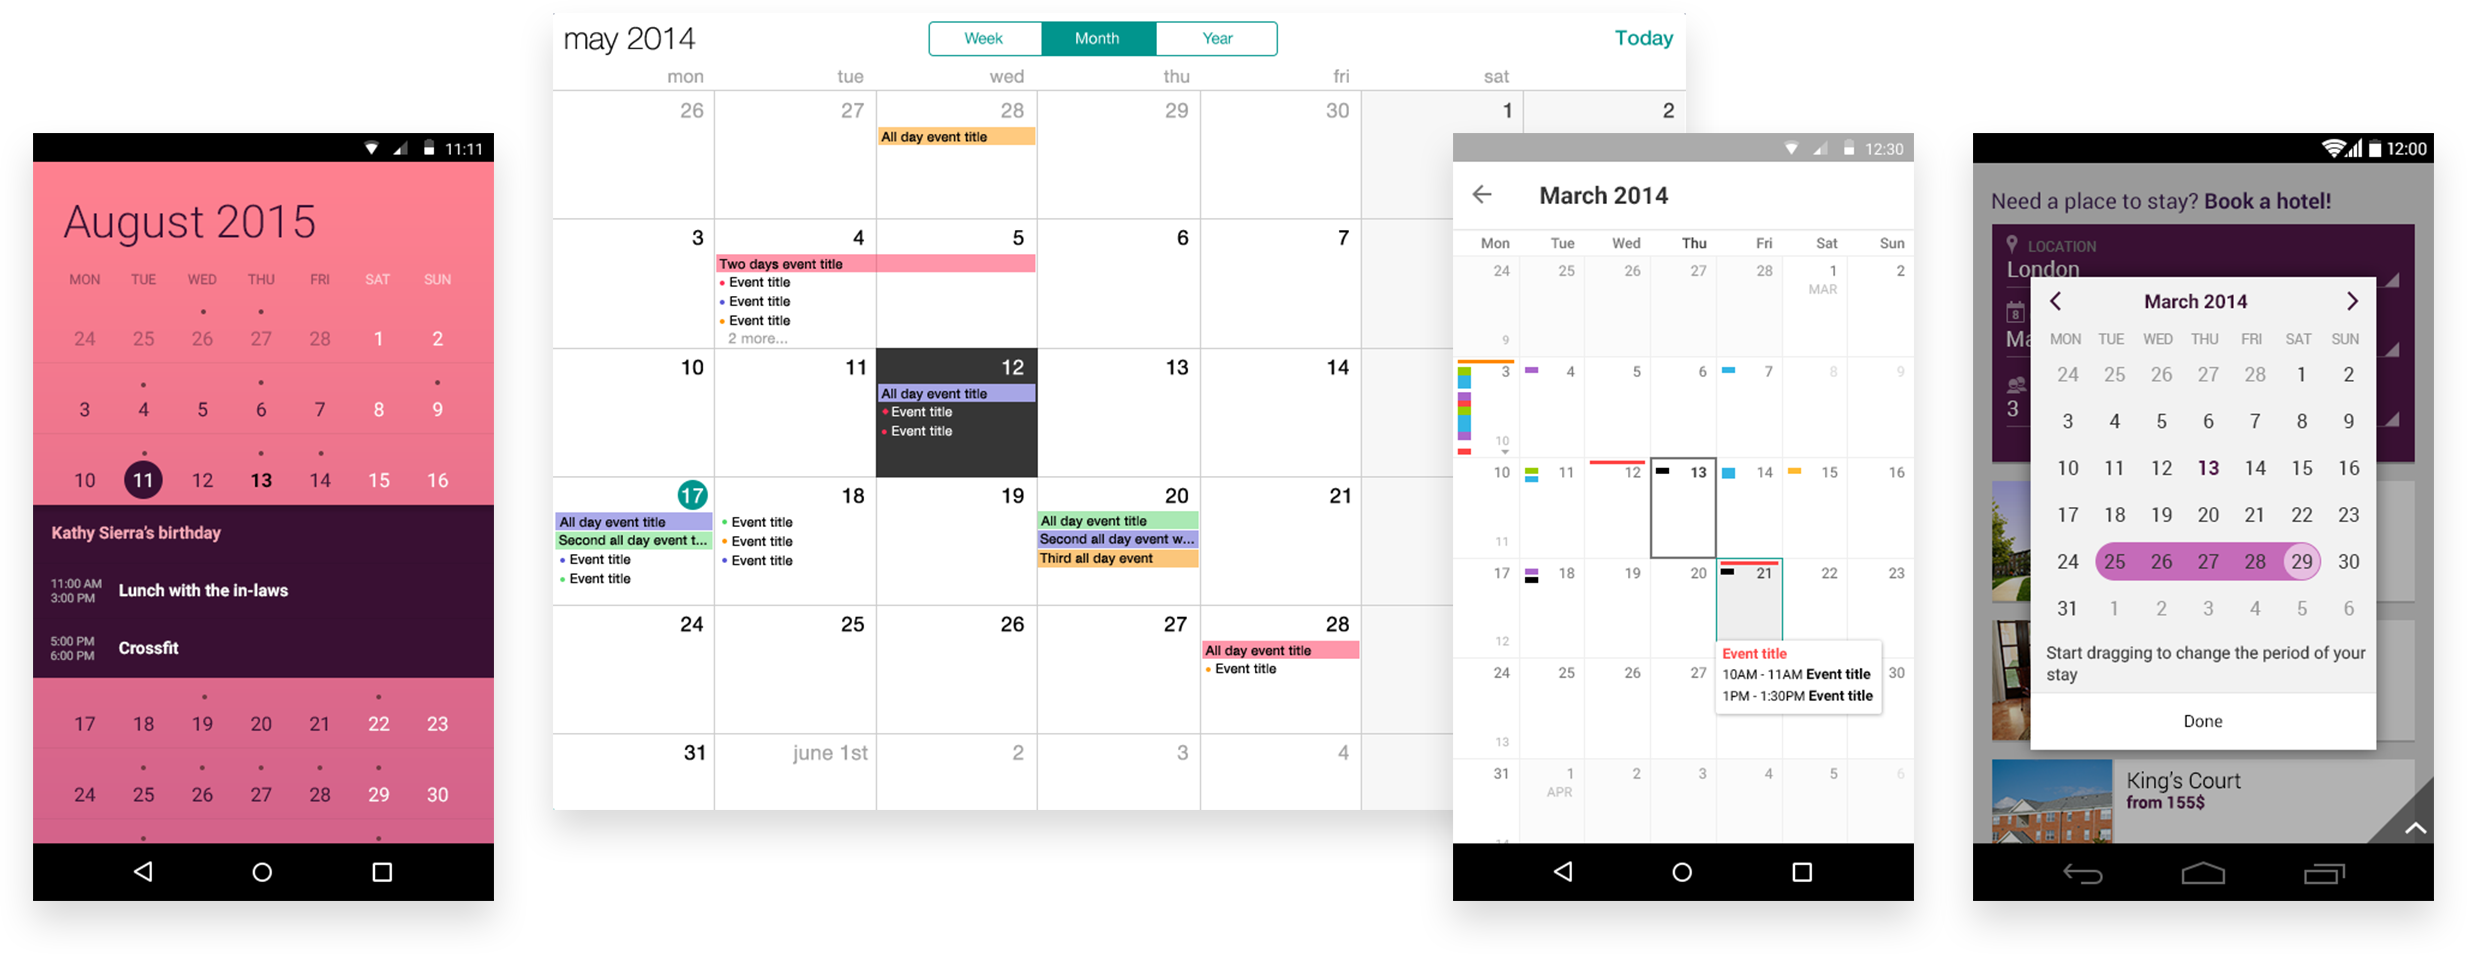 11:11
August 2015
MON TUE WED THU FRI SAT SUN
24 25 26 27 28 1 2
3 4 5 6 7 8 9
10 11 12 13 14 15 16
Kathy Sierra's birthday
11:00 AM
3:00 PM
Lunch with the in-laws
5:00 PM
6:00 PM
Crossfit
17 18 19 20 21 22 23
24 25 26 27 28 29 30
may 2014
Week Month Year
Today
mon tue wed thu fri sat
26 27 28 29 30 1 2
All day event title
3 4 5 6 7
Two days event title
Event title
Event title
Event title
2 more...
10 11 12 13 14
All day event title
Event title
Event title
17 18 19 20 21
All day event title
Second all day event t...
Event title
Event title
Event title
Event title
Event title
All day event title
Second all day event w...
Third all day event
24 25 26 27 28
All day event title
Event title
31 june 1st 2 3 4
12:30
March 2014
Mon Tue Wed Thu Fri Sat Sun
24 25 26 27 28 1 2
MAR
9
3 4 5 6 7 8 9
10
10 11 12 13 14 15 16
11
17 18 19 20 21 22 23
12
Event title
10AM - 11AM Event title
1PM - 1:30PM Event title
24 25 26 27 30
13
31 1 2 3 4 5 6
APR
12:00
Need a place to stay? Book a hotel!
LOCATION
London
8
Ma
3
March 2014
MON TUE WED THU FRI SAT SUN
24 25 26 27 28 1 2
3 4 5 6 7 8 9
10 11 12 13 14 15 16
17 18 19 20 21 22 23
24 25 26 27 28 29 30
31 1 2 3 4 5 6
Start dragging to change the period of your
stay
Done
King's Court
from 155$